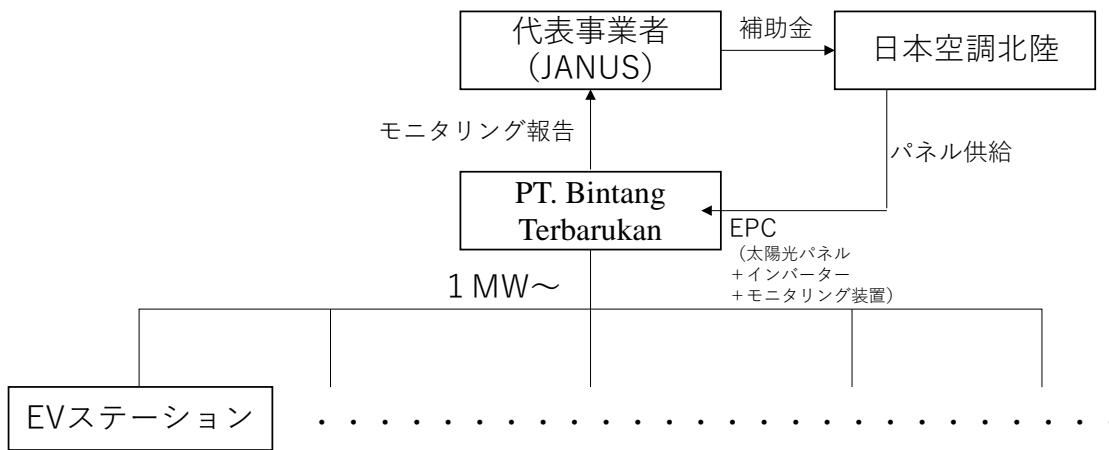 代表事業者
（JANUS）
補助金
日本空調北陸
モニタリング報告
パネル供給
PT. Bintang
Terbarukan
EPC
（太陽光パネル
＋インバーター
＋モニタリング装置）
１MW～
EVステーション
・・・・・・・・・・・・・・・・・・・・・・・・・・